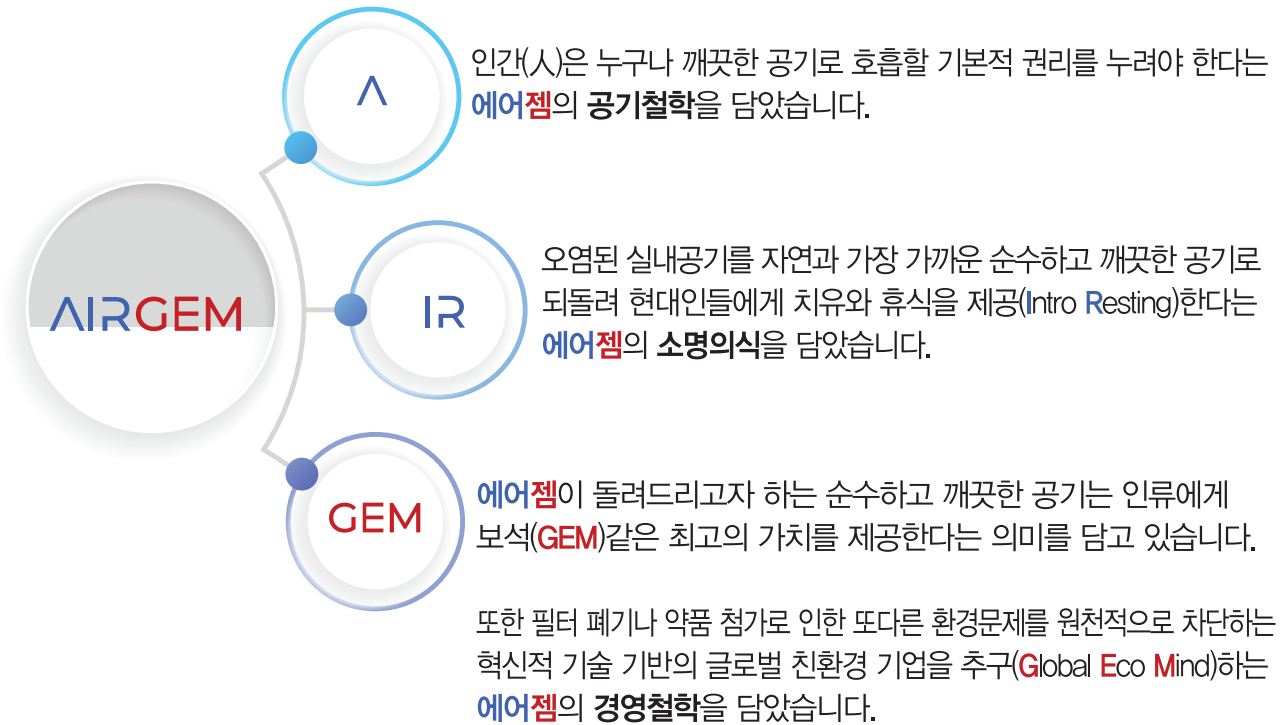 AIRGEM
A
인간(人)은 누구나 깨끗한 공기로 호흡할 기본적 권리를 누려야 한다는
에어젬의 공기철학을 담았습니다.
IR
오염된 실내공기를 자연과 가장 가까운 순수하고 깨끗한 공기로
되돌려 현대인들에게 치유와 휴식을 제공(Intro Resting)한다는
에어젬의 소명의식을 담았습니다.
GEM
에어젬이 돌려드리고자 하는 순수하고 깨끗한 공기는 인류에게
보석(GEM)같은 최고의 가치를 제공한다는 의미를 담고 있습니다.
또한 필터 폐기나 약품 첨가로 인한 또다른 환경문제를 원천적으로 차단하는
혁신적 기술 기반의 글로벌 친환경 기업을 추구(Global Eco Mind)하는
에어젬의 경영철학을 담았습니다.